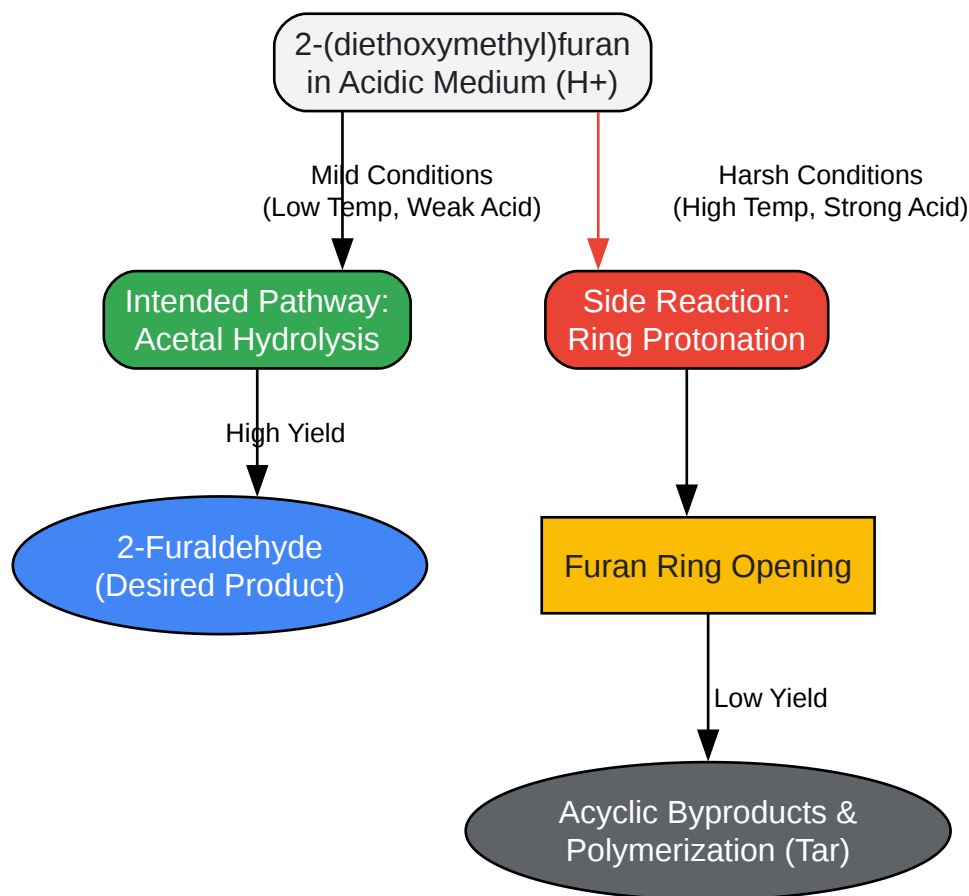 2-(diethoxymethyl)furan
in Acidic Medium (H+)
Mild Conditions
(Low Temp, Weak Acid)
Harsh Conditions
(High Temp, Strong Acid)
Intended Pathway:
Acetal Hydrolysis
Side Reaction:
Ring Protonation
High Yield
2-Furaldehyde
(Desired Product)
Furan Ring Opening
Low Yield
Acyclic Byproducts &
Polymerization (Tar)